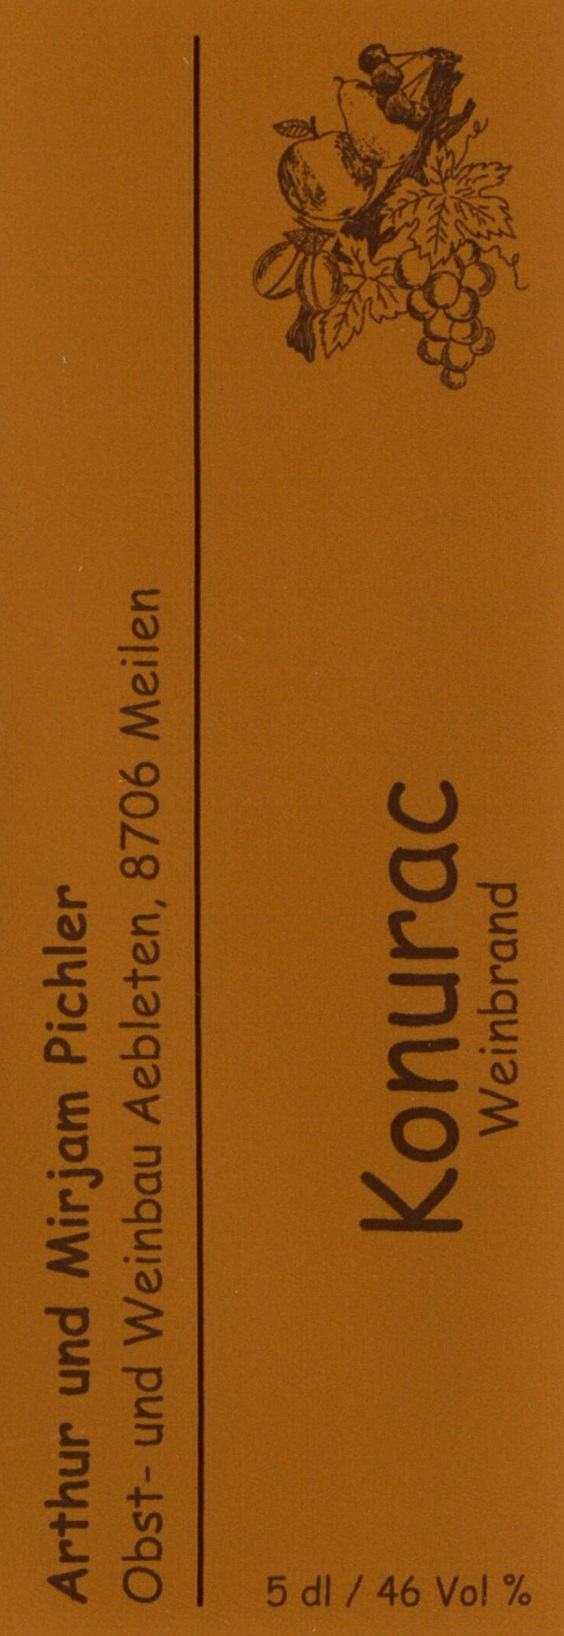 Arthur und Mirjam Pichler
Obst- und Weinbau Aebleten, 8706 Meilen
Konurac
Weinbrand
5 dl / 46 Vol %